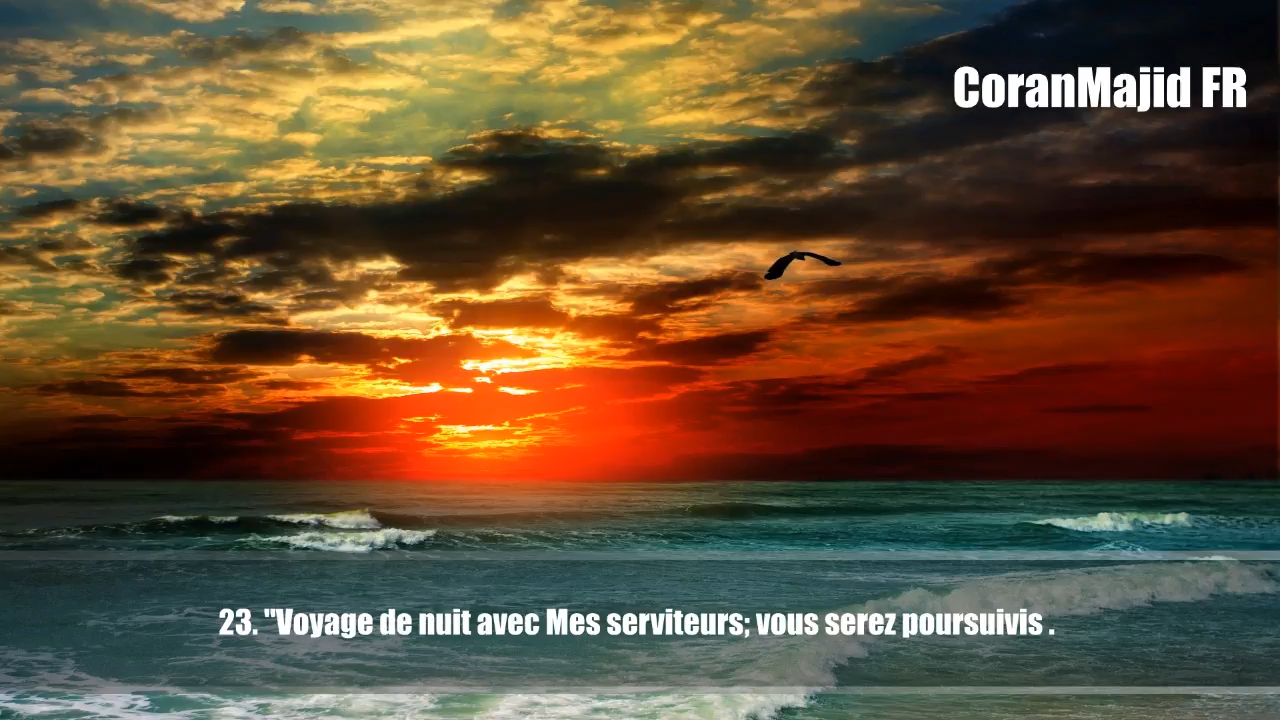 CoranMajid FR
23. "Voyage de nuit avec Mes serviteurs; vous serez poursuivis .